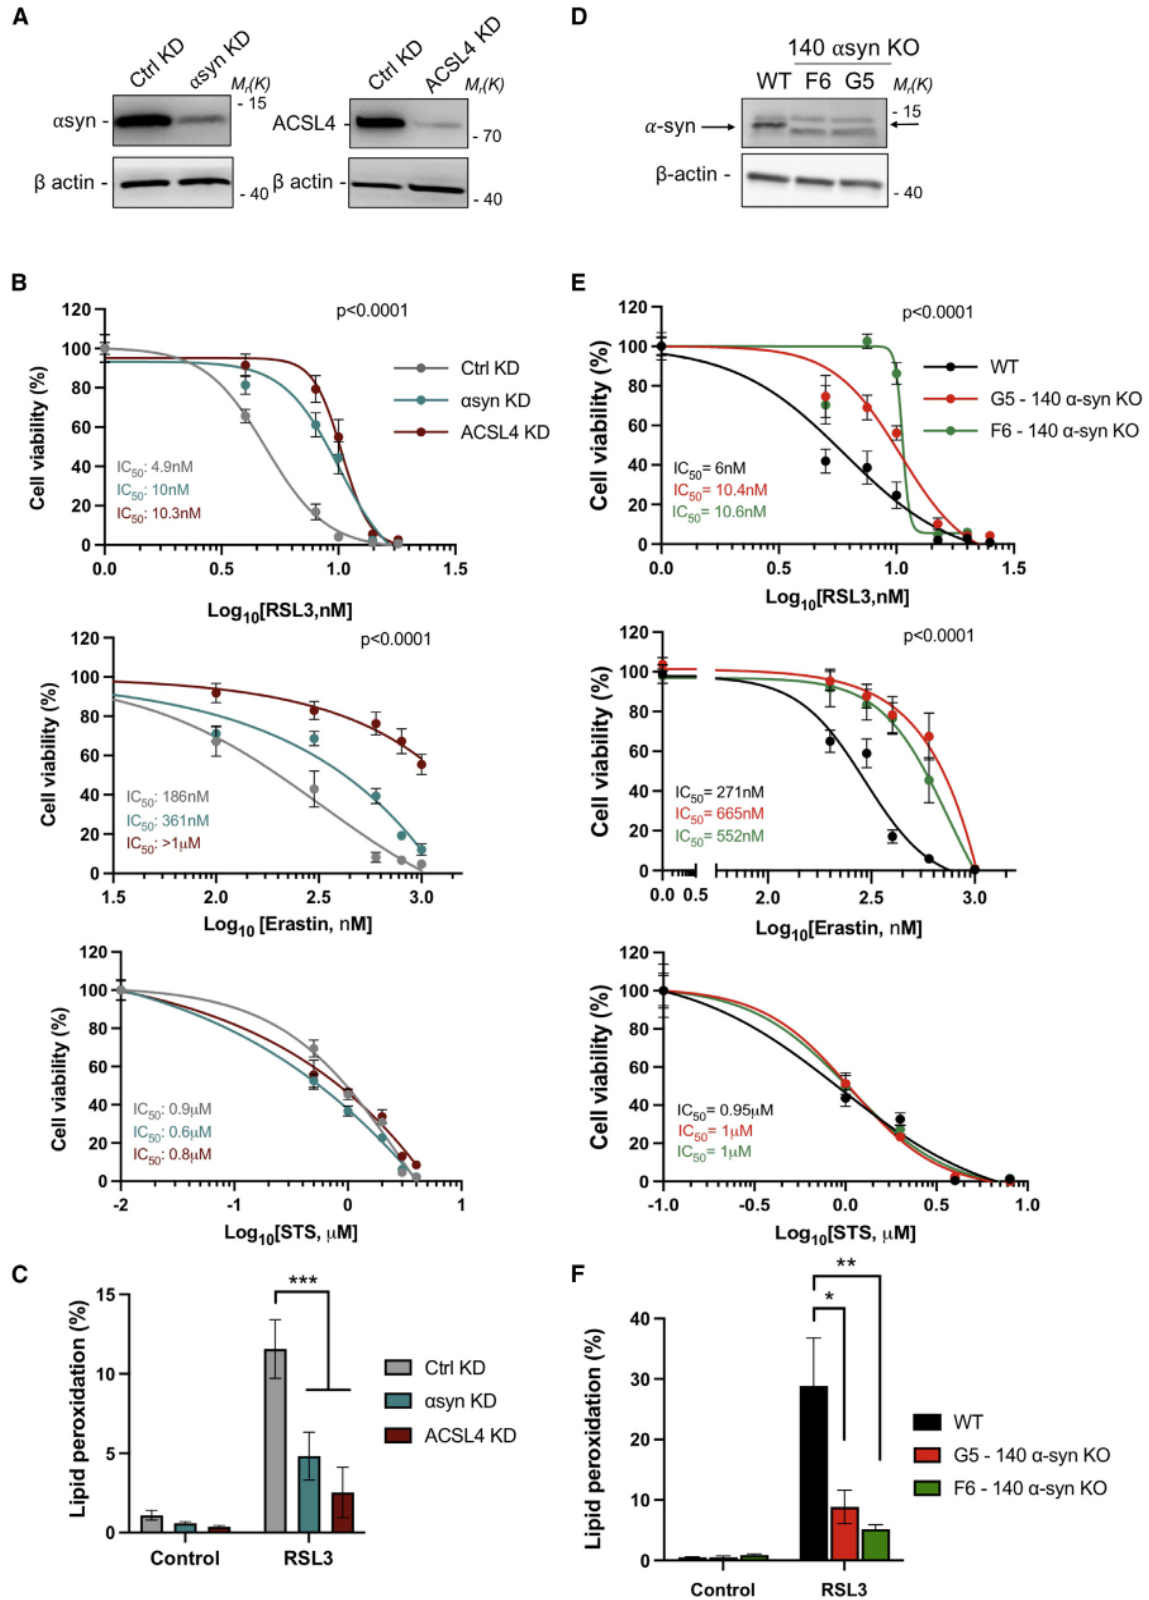 A
Ctrl KD
αsyn KD
Mr(K)
αsyn -
- 15
β actin -
- 40
Ctrl KD
ACSL4 KD
Mr(K)
ACSL4 -
- 70
β actin -
- 40
D
140 αsyn KO
WT F6 G5 Mr(K)
α-syn
- 15
β-actin -
- 40
B
Cell viability (%)
120
100
80
60
40
20
0
p<0.0001
Ctrl KD
αsyn KD
ACSL4 KD
IC50: 4.9nM
IC50: 10nM
IC50: 10.3nM
0.0 0.5 1.0 1.5
Log10[RSL3,nM]
Cell viability (%)
120
100
80
60
40
20
0
p<0.0001
IC50: 186nM
IC50: 361nM
IC50: >1μM
1.5 2.0 2.5 3.0
Log10 [Erastin, nM]
Cell viability (%)
120
100
80
60
40
20
0
IC50: 0.9μM
IC50: 0.6μM
IC50: 0.8μM
-2 -1 0 1
Log10[STS, μM]
E
Cell viability (%)
120
100
80
60
40
20
0
p<0.0001
WT
G5 - 140 α-syn KO
F6 - 140 α-syn KO
IC50= 6nM
IC50= 10.4nM
IC50= 10.6nM
0.0 0.5 1.0 1.5
Log10[RSL3,nM]
Cell viability (%)
120
100
80
60
40
20
0
p<0.0001
IC50= 271nM
IC50= 665nM
IC50= 552nM
0.0 0.5 2.0 2.5 3.0
Log10[Erastin, nM]
Cell viability (%)
120
100
80
60
40
20
0
IC50= 0.95μM
IC50= 1μM
IC50= 1μM
-1.0 -0.5 0.0 0.5 1.0
Log10[STS, μM]
C
Lipid peroxidation (%)
15
10
5
0
***
Ctrl KD
αsyn KD
ACSL4 KD
Control RSL3
F
Lipid peroxidation (%)
40
30
20
10
0
**
*
WT
G5 - 140 α-syn KO
F6 - 140 α-syn KO
Control RSL3